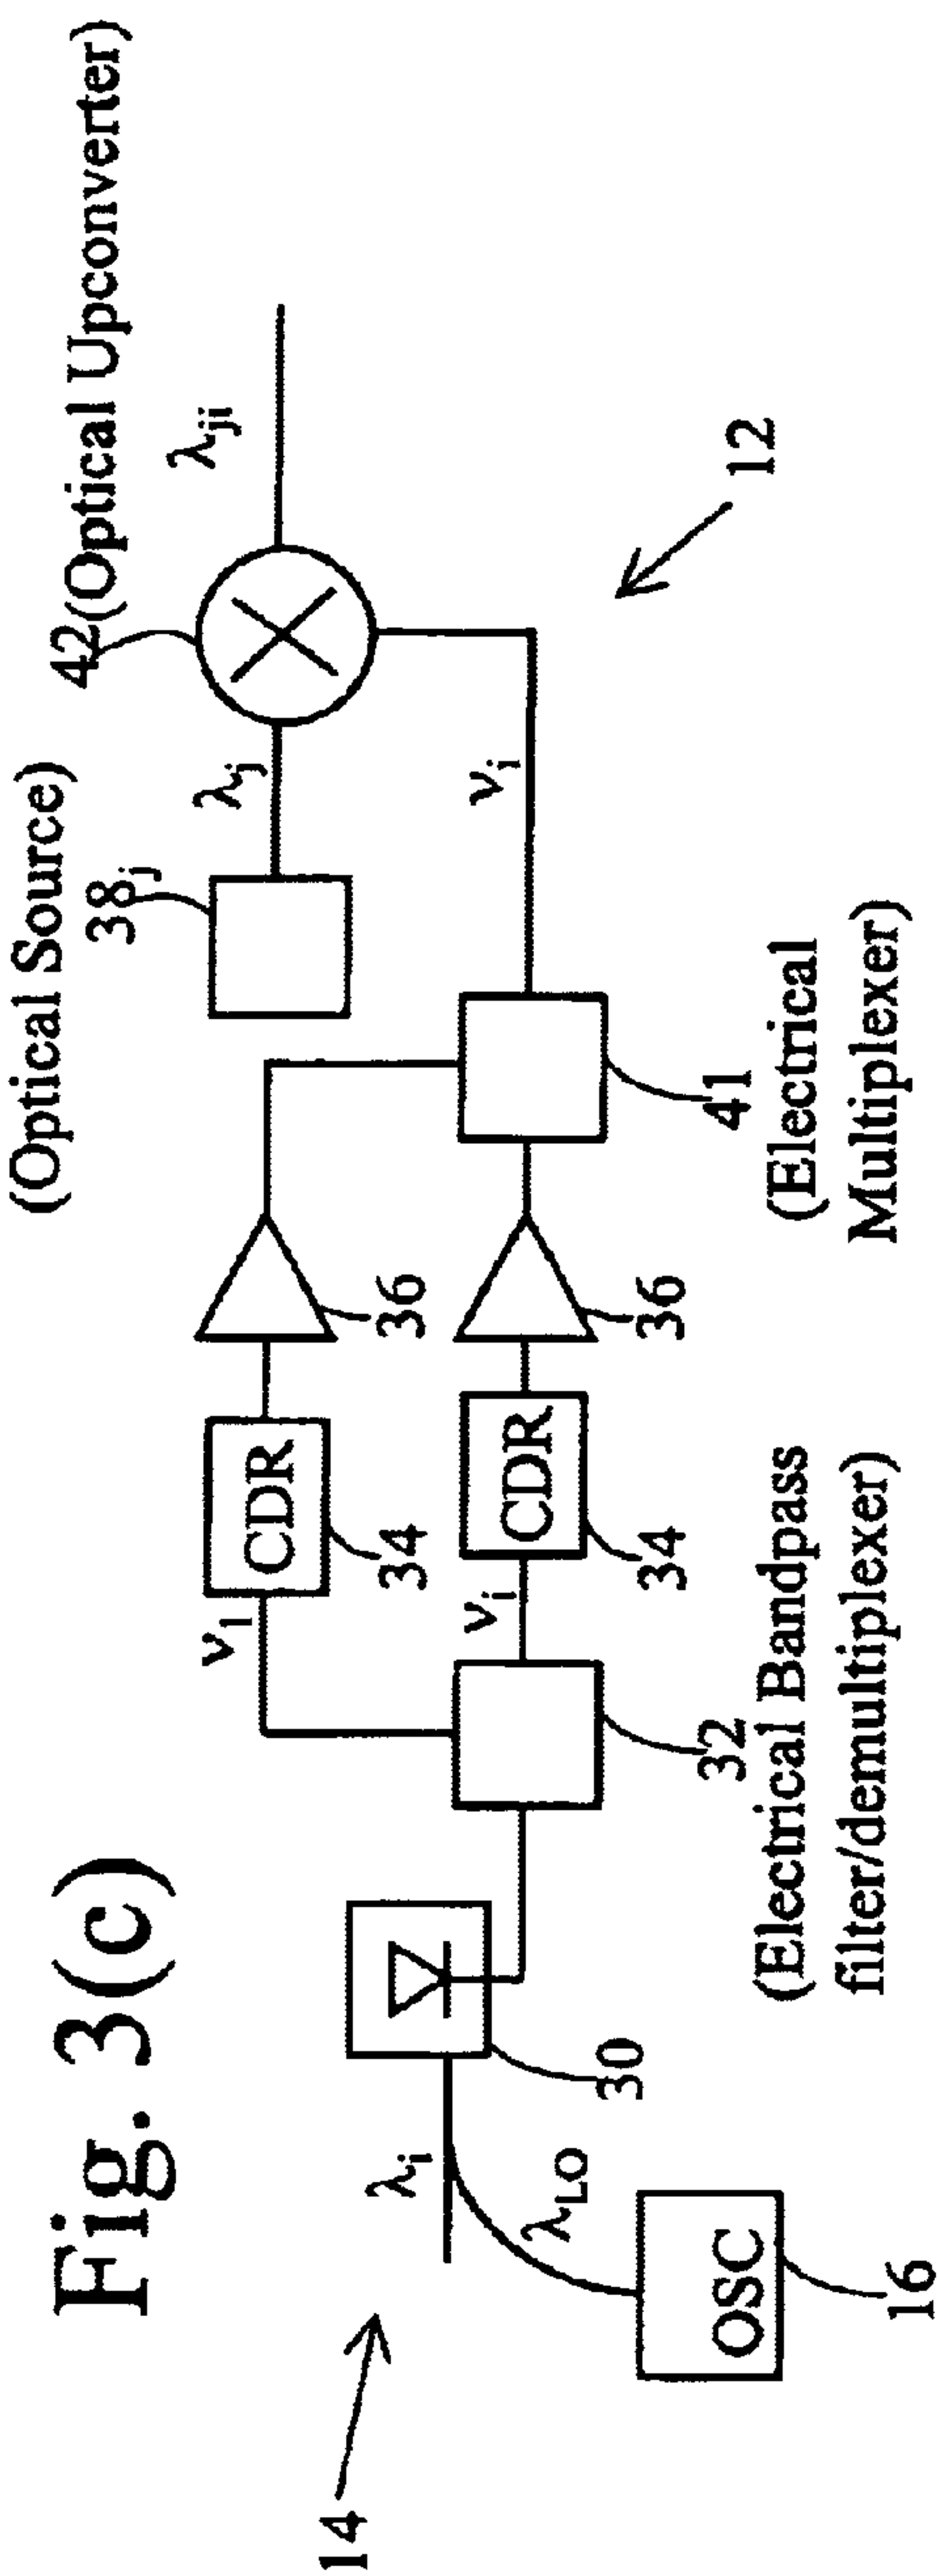 Fig. 3(c)
(Optical Source)
42(Optical Upconverter)
38j
λj
λji
ν1
CDR
34
36
14
λi
30
λLO
OSC
16
νi
CDR
34
36
νi
12
32
(Electrical Bandpass
filter/demultiplexer)
41
(Electrical
Multiplexer)